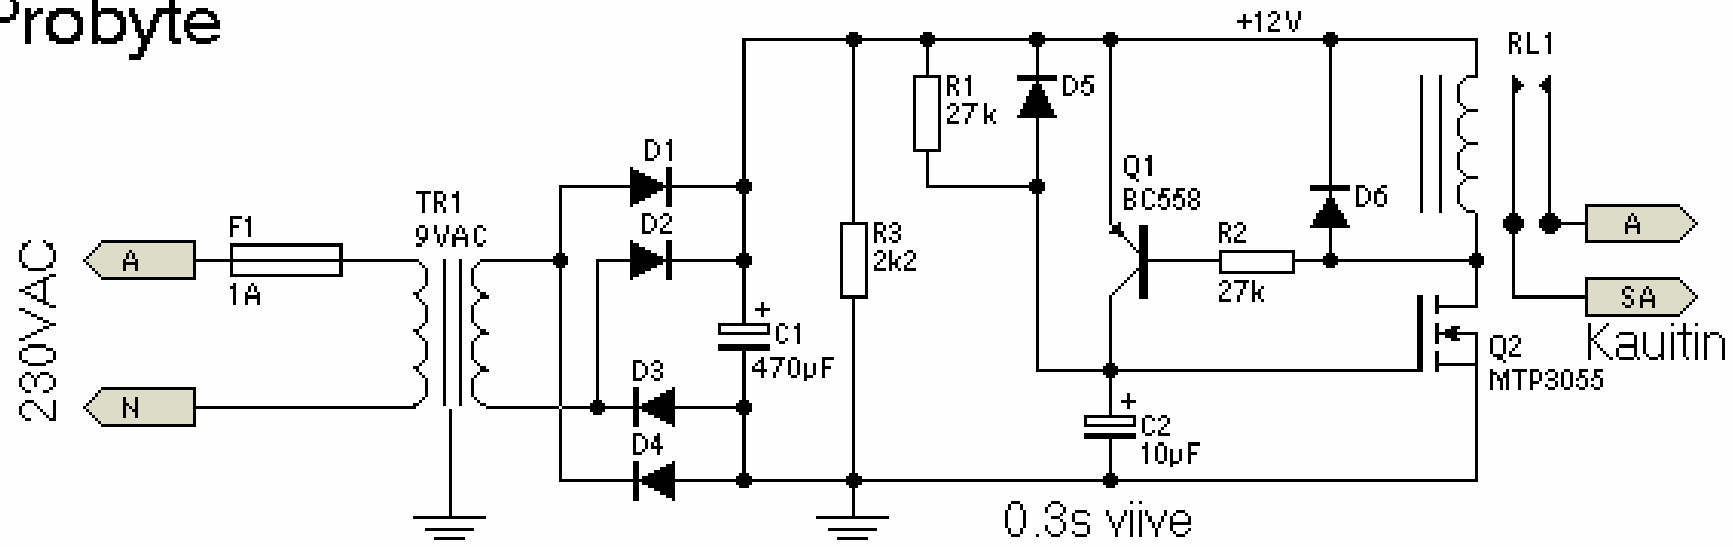 Probyte
+12V
RL1
R1
27k
D5
D1
Q1
BC558
D6
TR1
9VAC
D2
F1
A
1A
R3
2k2
R2
27k
A
SA
Kauitin
230VAC
+
C1
470µF
Q2
MTP3055
D3
N
+
C2
10µF
D4
0.3s viive